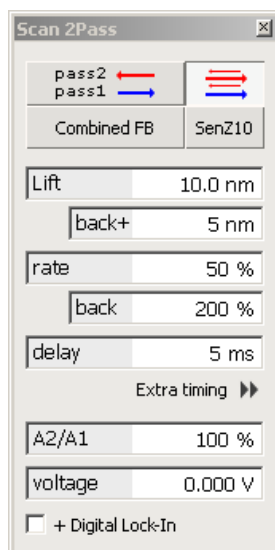 Scan 2Pass
pass2
pass1
Combined FB SenZ10
Lift 10.0 nm
back+ 5 nm
rate 50 %
back 200 %
delay 5 ms
Extra timing
A2/A1 100 %
voltage 0.000 V
+ Digital Lock-In